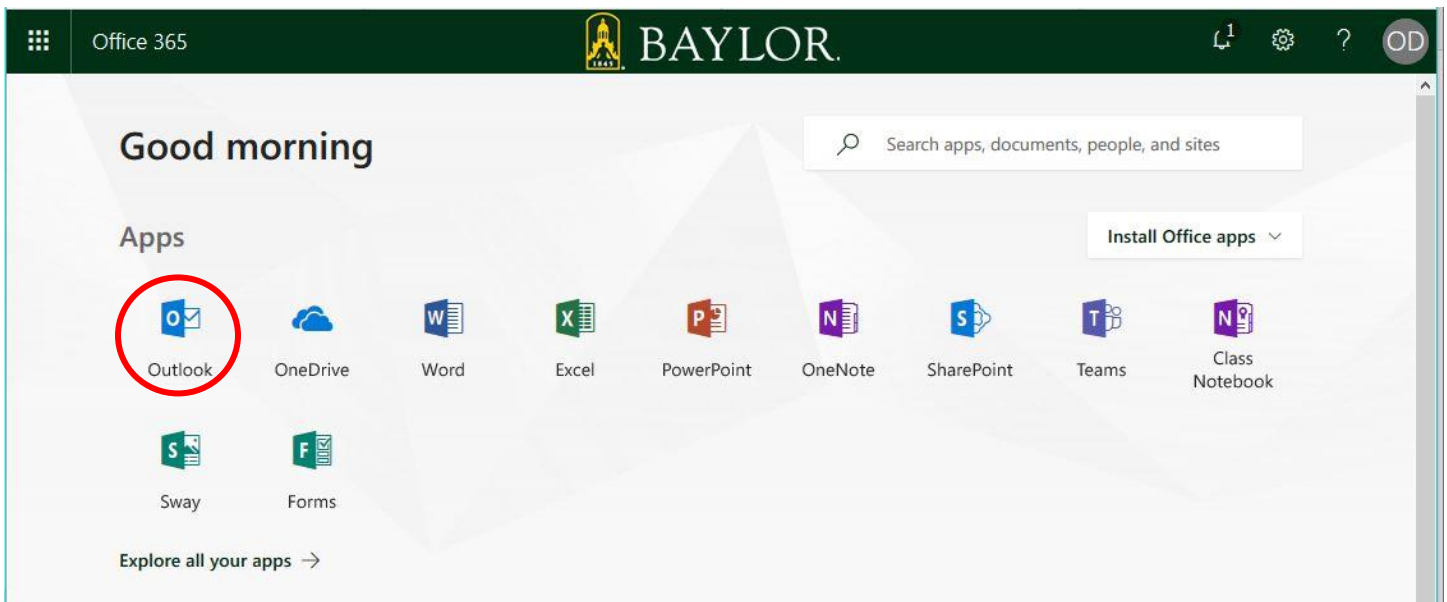 Office 365
1845
BAYLOR.
1
?
OD
Good morning
Search apps, documents, people, and sites
Apps
Install Office apps
O
W
X
P
N
S
T
N
Outlook
OneDrive
Word
Excel
PowerPoint
OneNote
SharePoint
Teams
Class
Notebook
S
F
Sway
Forms
Explore all your apps →